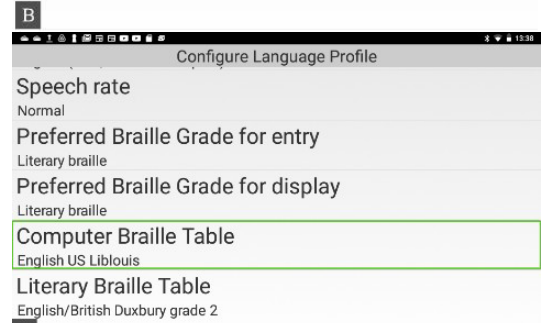 B
13:38
Configure Language Profile
Speech rate
Normal
Preferred Braille Grade for entry
Literary braille
Preferred Braille Grade for display
Literary braille
Computer Braille Table
English US Liblouis
Literary Braille Table
English/British Duxbury grade 2